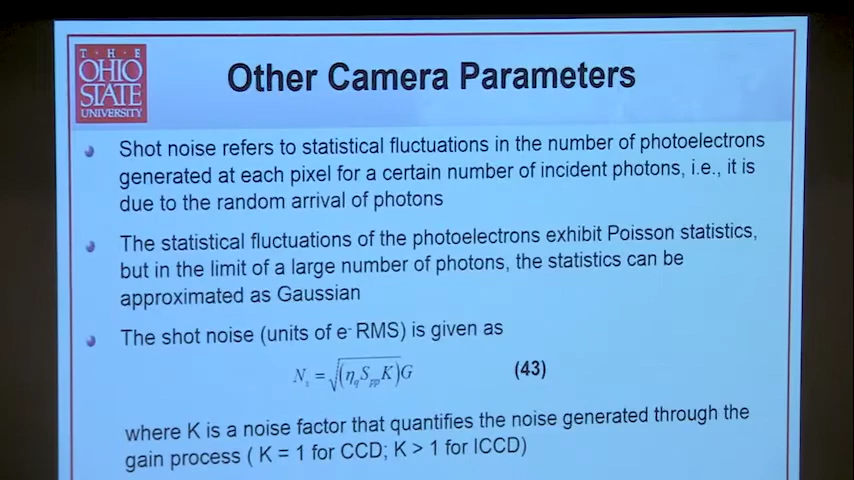 T · H · E
OHIO
STATE
UNIVERSITY
Other Camera Parameters
Shot noise refers to statistical fluctuations in the number of photoelectrons
generated at each pixel for a certain number of incident photons, i.e., it is
due to the random arrival of photons
The statistical fluctuations of the photoelectrons exhibit Poisson statistics,
but in the limit of a large number of photons, the statistics can be
approximated as Gaussian
The shot noise (units of e⁻ RMS) is given as
N_s = √(η_q S_pp K) G (43)
where K is a noise factor that quantifies the noise generated through the
gain process ( K = 1 for CCD; K > 1 for ICCD)